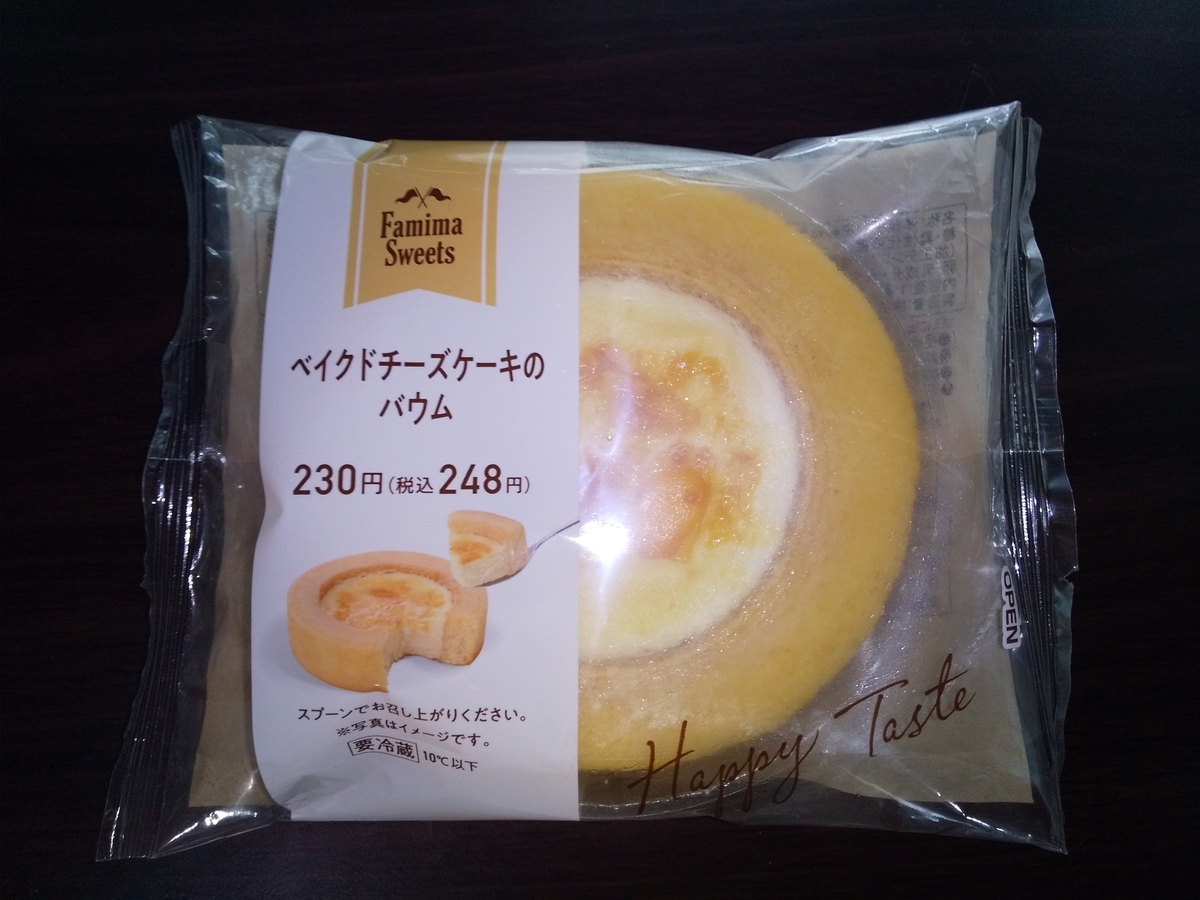 Famima
Sweets
ベイクドチーズケーキの
バウム
230円(税込248円)
スプーンでお召し上がりください。
※写真はイメージです。
要冷蔵 10℃以下
OPEN
Happy Taste